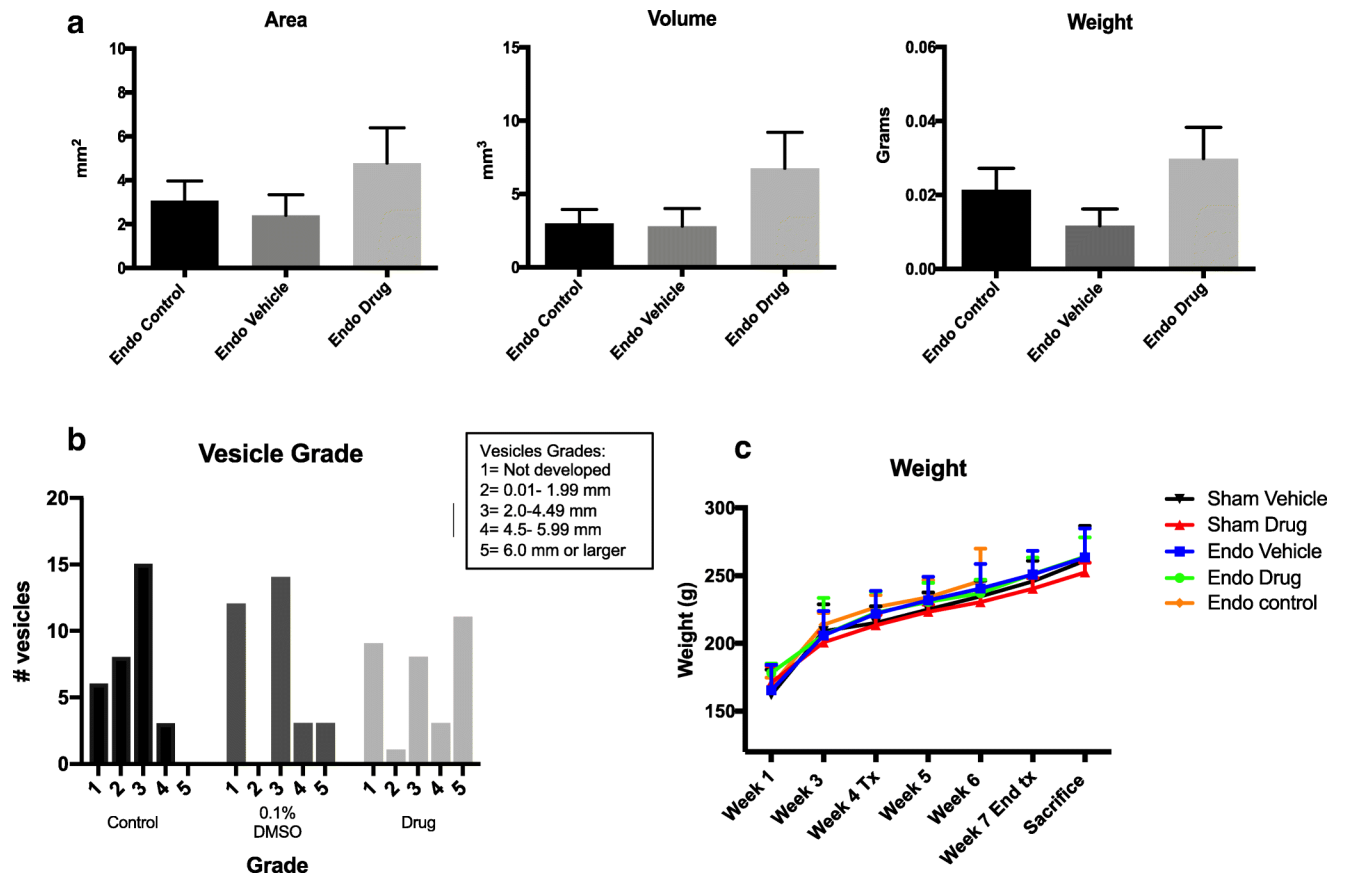 a
Area
10
8
6
4
2
0
mm2
Endo Control
Endo Vehicle
Endo Drug
Volume
15
10
5
0
mm3
Endo Control
Endo Vehicle
Endo Drug
Weight
0.06
0.04
0.02
0.00
Grams
Endo Control
Endo Vehicle
Endo Drug
b
Vesicle Grade
Vesicles Grades:
1= Not developed
2= 0.01- 1.99 mm
3= 2.0-4.49 mm
4= 4.5- 5.99 mm
5= 6.0 mm or larger
20
15
10
5
0
# vesicles
1 2 3 4 5
1 2 3 4 5
1 2 3 4 5
Control
0.1%
DMSO
Drug
Grade
c
Weight
300
250
200
150
Weight (g)
Week 1
Week 3
Week 4 Tx
Week 5
Week 6
Week 7 End tx
Sacrifice
Sham Vehicle
Sham Drug
Endo Vehicle
Endo Drug
Endo control